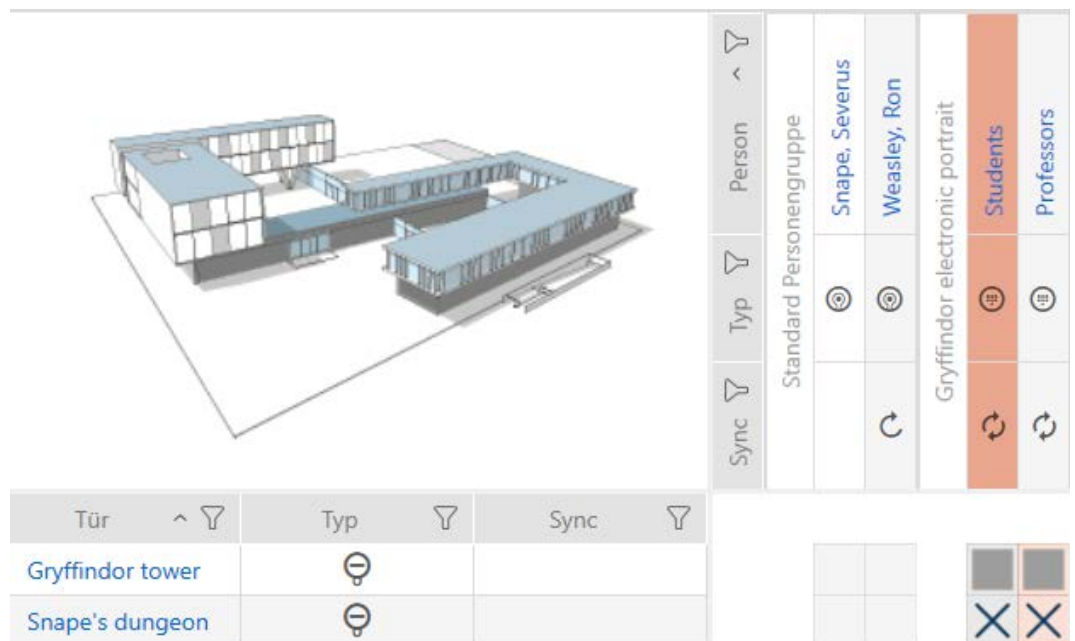 Person
Typ
Sync
Standard Personengruppe
Snape, Severus
Weasley, Ron
Gryffindor electronic portrait
Students
Professors
Tür
Typ
Sync
Gryffindor tower
Snape's dungeon